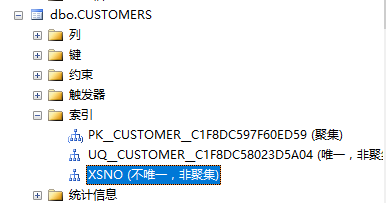 dbo.CUSTOMERS
列
键
约束
触发器
索引
PK__CUSTOMER__C1F8DC597F60ED59 (聚集)
UQ__CUSTOMER__C1F8DC58023D5A04 (唯一，非聚集
XSNO (不唯一，非聚集)
统计信息